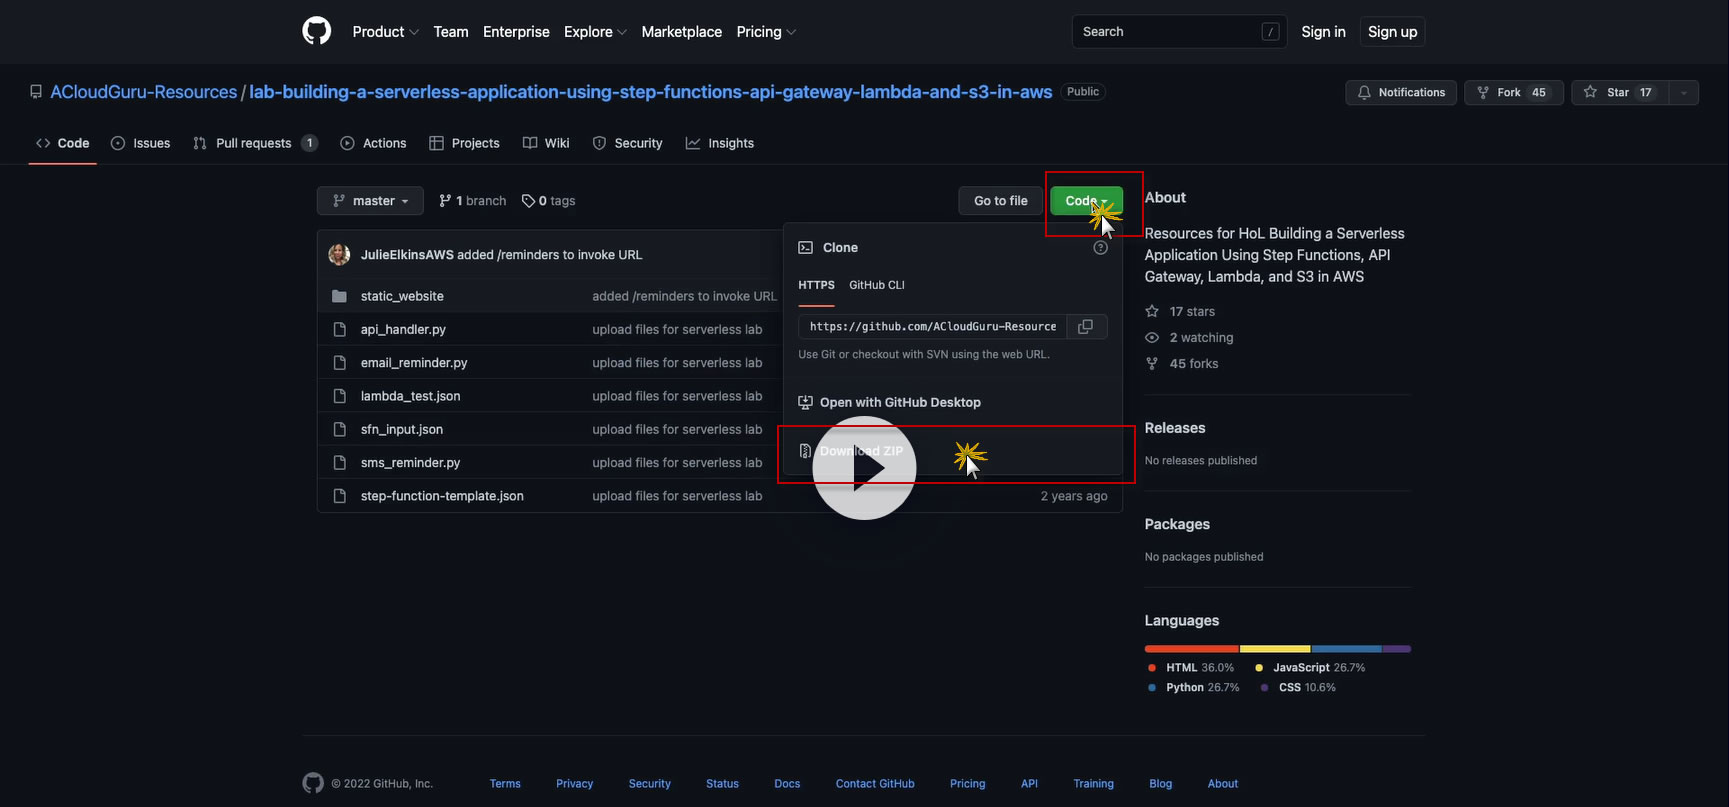 Product Team Enterprise Explore Marketplace Pricing Search / Sign in Sign up
ACloudGuru-Resources / lab-building-a-serverless-application-using-step-functions-api-gateway-lambda-and-s3-in-aws Public Notifications Fork 45 Star 17
Code Issues Pull requests 1 Actions Projects Wiki Security Insights
master 1 branch 0 tags Go to file Code
JulieElkinsAWS added /reminders to invoke URL
static_website added /reminders to invoke URL
api_handler.py upload files for serverless lab
email_reminder.py upload files for serverless lab
lambda_test.json upload files for serverless lab
sfn_input.json upload files for serverless lab
sms_reminder.py upload files for serverless lab
step-function-template.json upload files for serverless lab 2 years ago
Clone ?
HTTPS GitHub CLI
https://github.com/ACloudGuru-Resource
Use Git or checkout with SVN using the web URL.
Open with GitHub Desktop
Download ZIP
About
Resources for HoL Building a Serverless
Application Using Step Functions, API
Gateway, Lambda, and S3 in AWS
17 stars
2 watching
45 forks
Releases
No releases published
Packages
No packages published
Languages
HTML 36.0% JavaScript 26.7%
Python 26.7% CSS 10.6%
© 2022 GitHub, Inc. Terms Privacy Security Status Docs Contact GitHub Pricing API Training Blog About